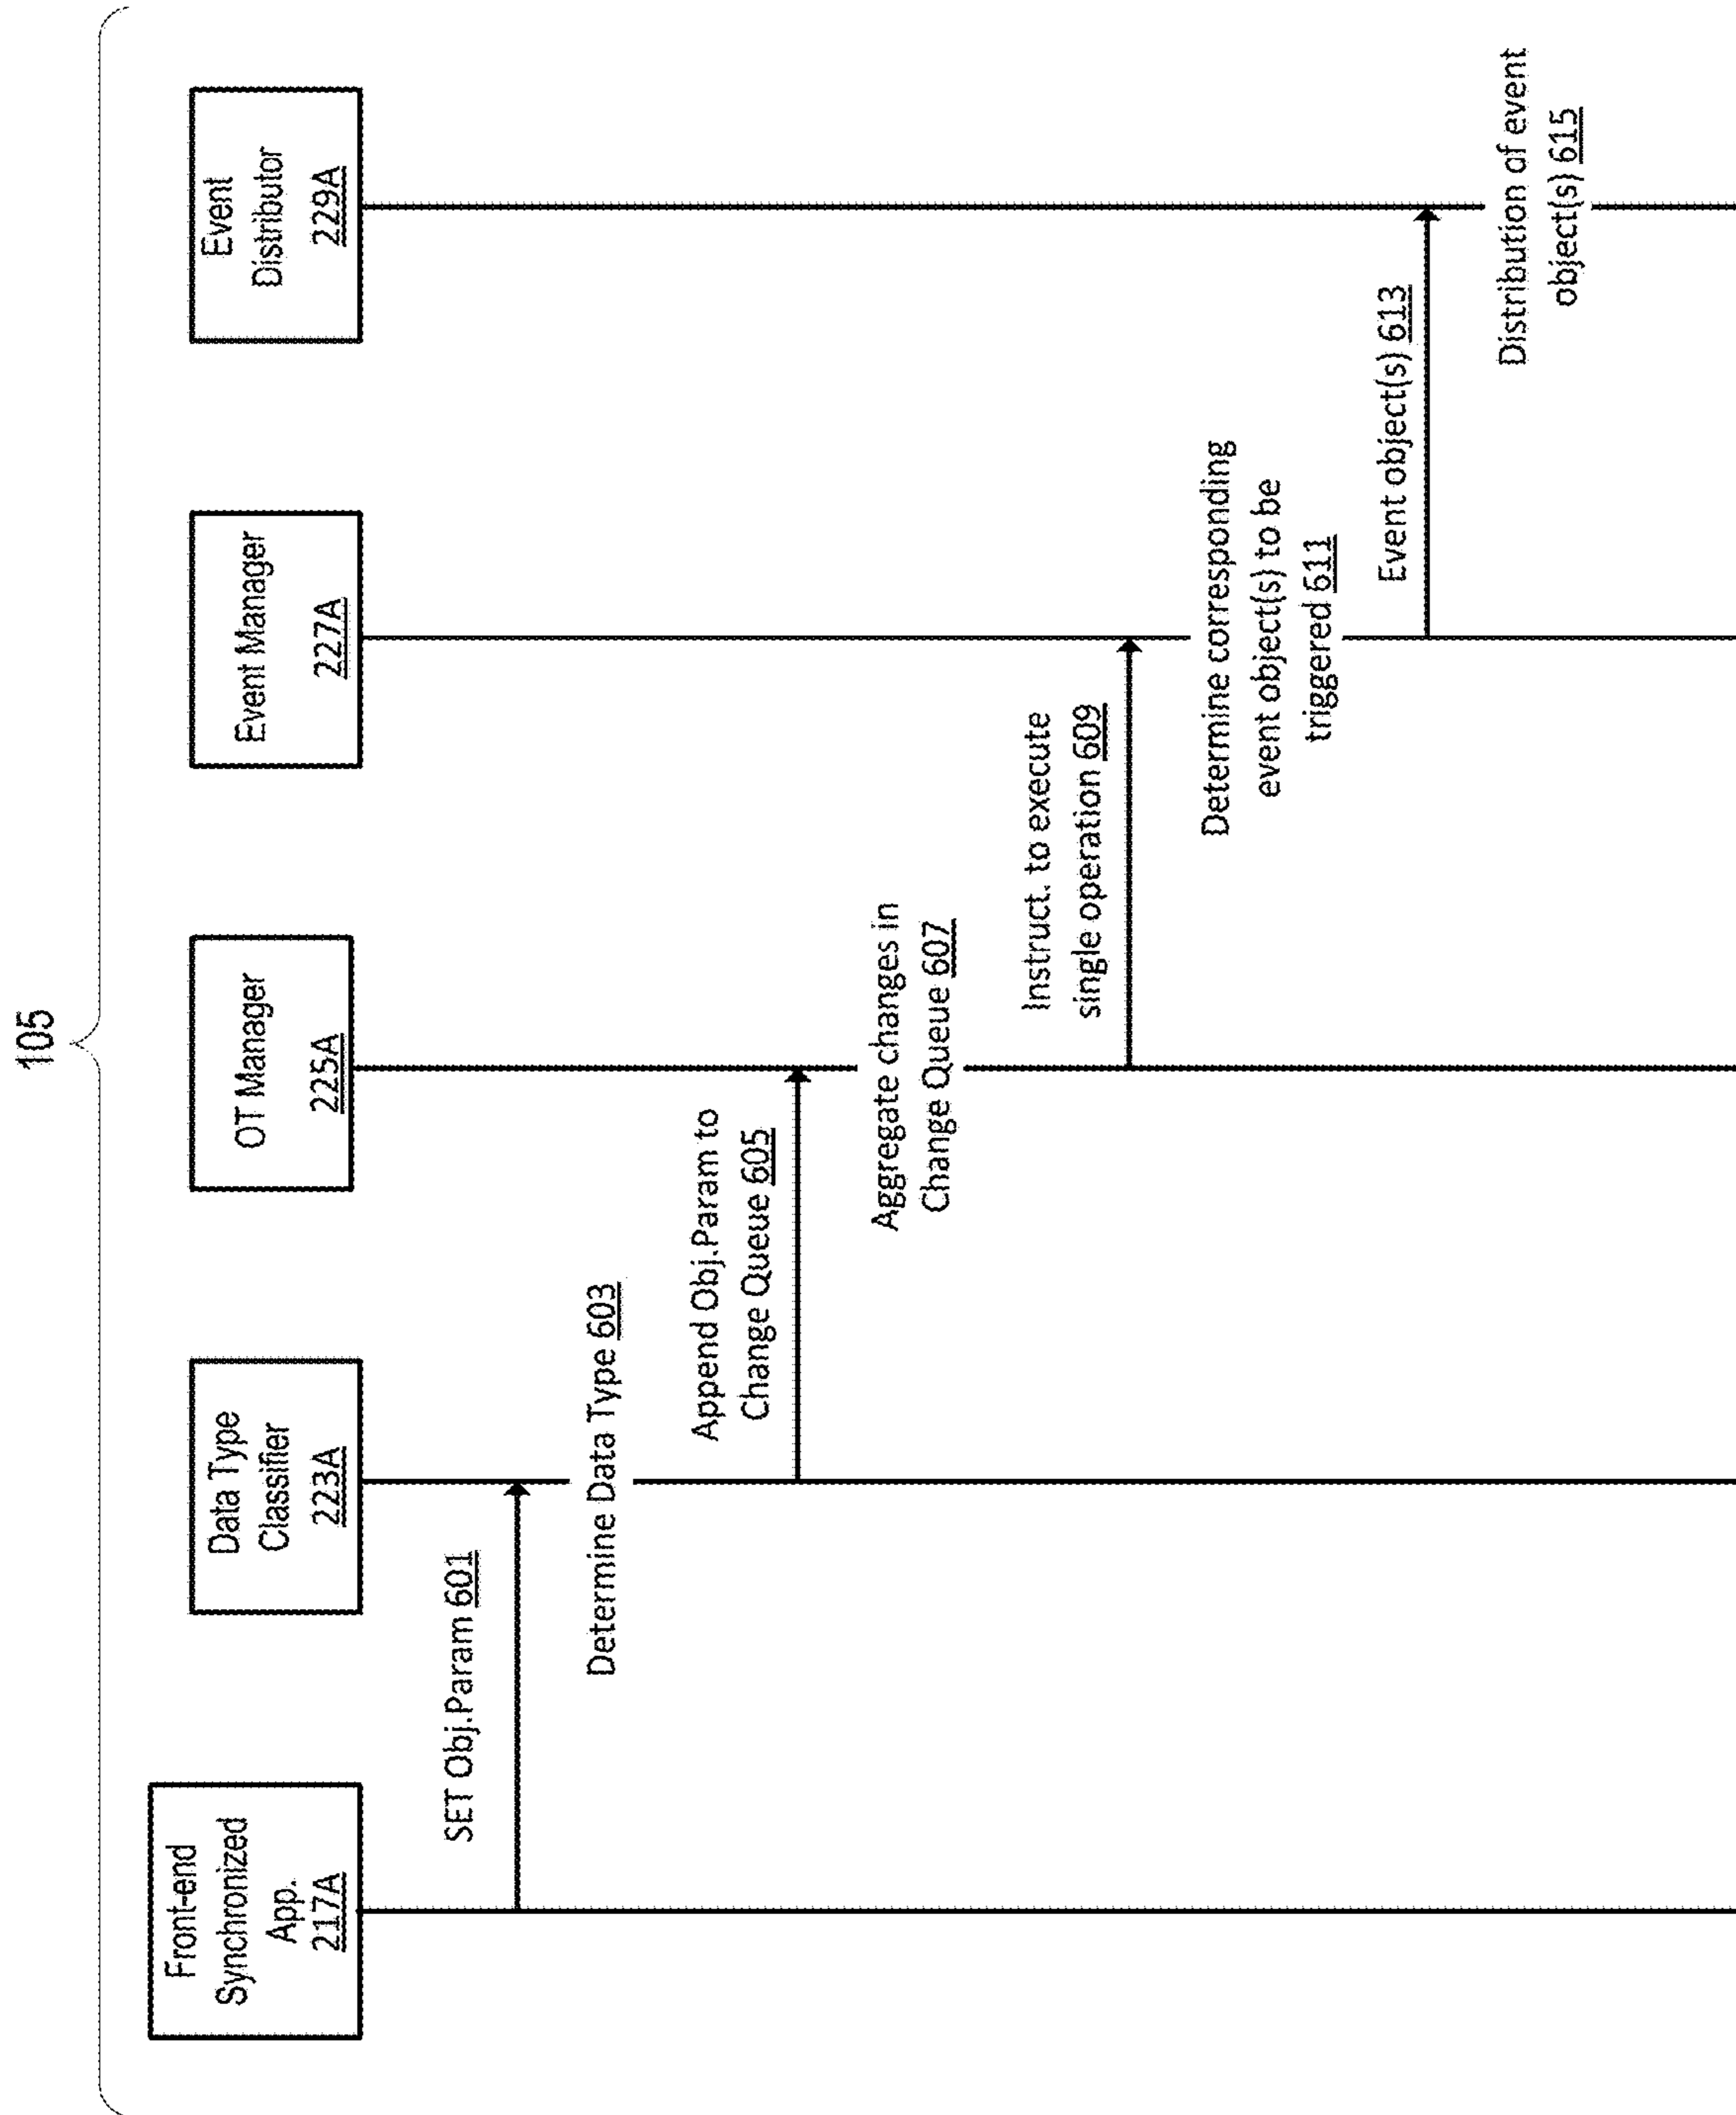 105
Front-end
Synchronized
App.
217A
Data Type
Classifier
223A
OT Manager
225A
Event Manager
227A
Event
Distributor
229A
SET Obj.Param 601
Determine Data Type 603
Append Obj.Param to
Change Queue 605
Aggregate changes in
Change Queue 607
Instruct. to execute
single operation 609
Determine corresponding
event object(s) to be
triggered 611
Event object(s) 613
Distribution of event
object(s) 615